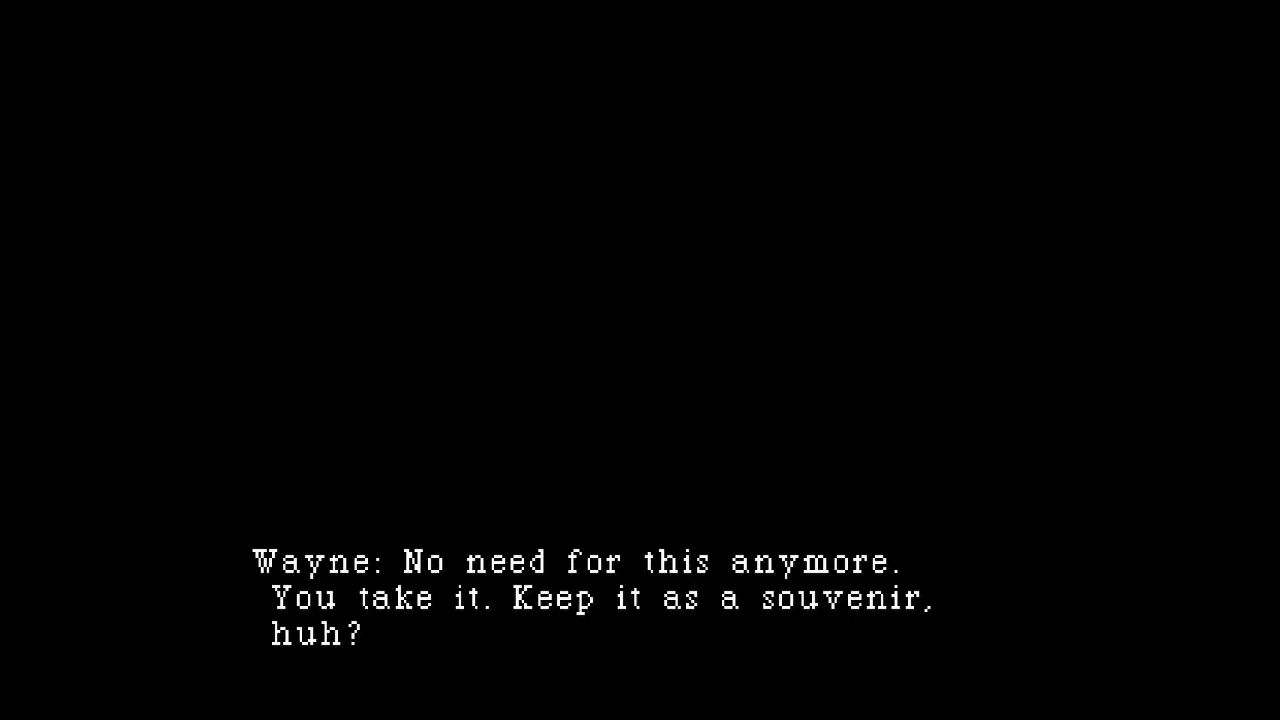 Wayne: No need for this anymore.
You take it. Keep it as a souvenir,
huh?